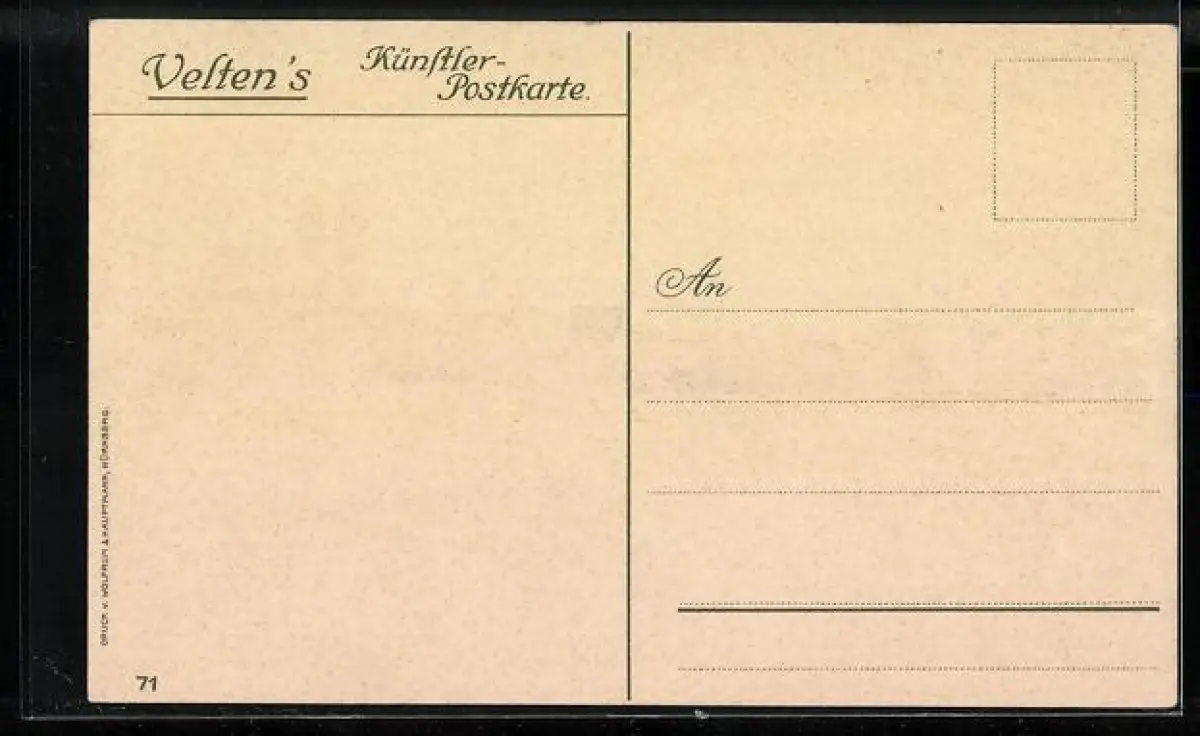 Velten's
Künſtler-
Postkarte.
An
DRUCK v. WOLFRUM & HAUPTMANN, NÜRNBERG.
71